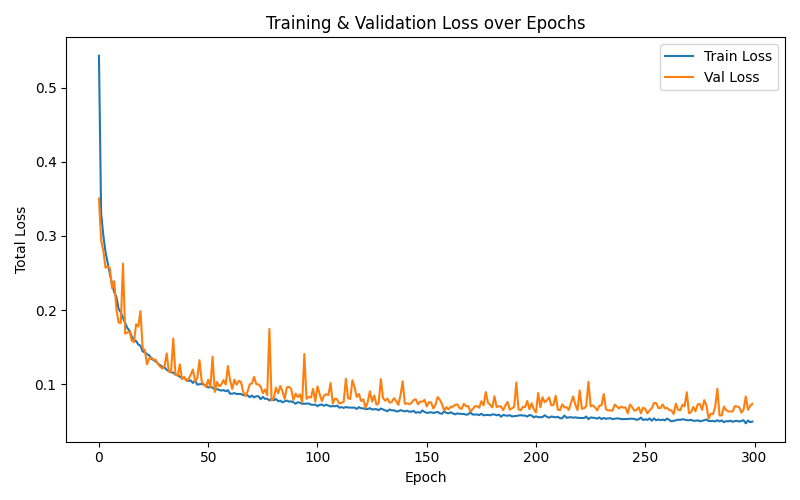 Training & Validation Loss over Epochs
Train Loss
Val Loss
Total Loss
0.5
0.4
0.3
0.2
0.1
0
50
100
150
200
250
300
Epoch